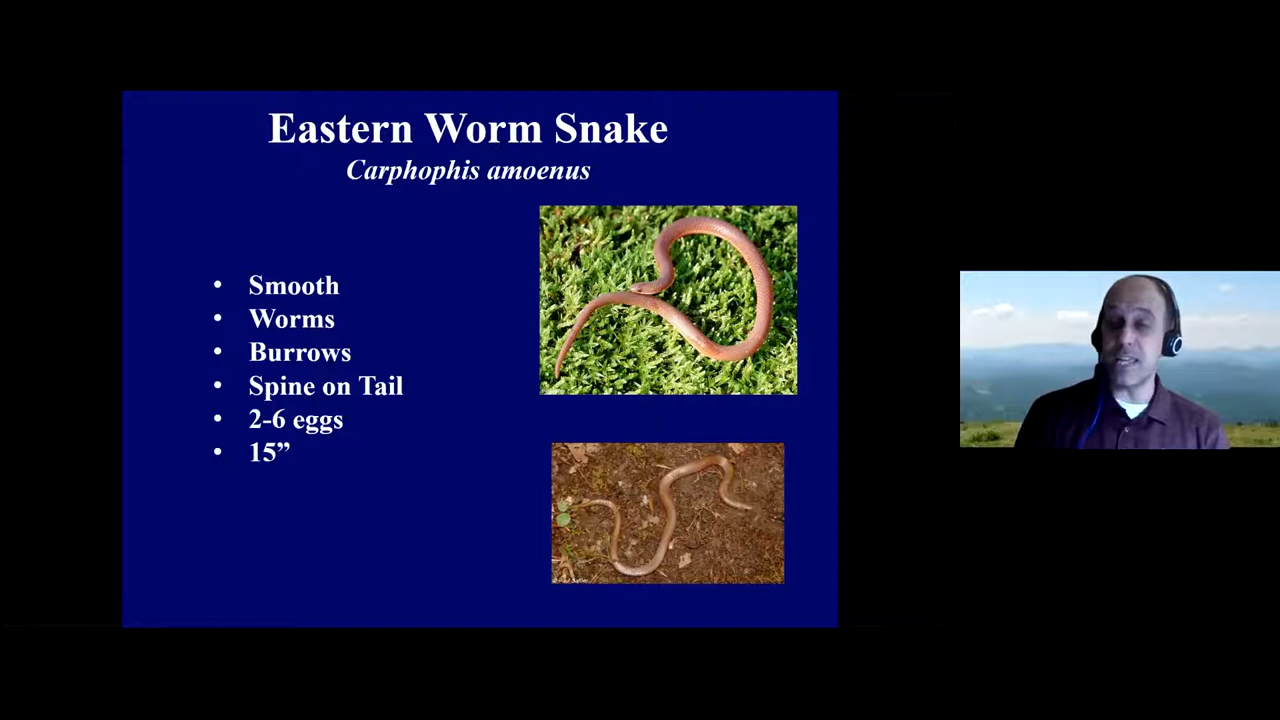 Eastern Worm Snake
Carphophis amoenus
• Smooth
• Worms
• Burrows
• Spine on Tail
• 2-6 eggs
• 15”